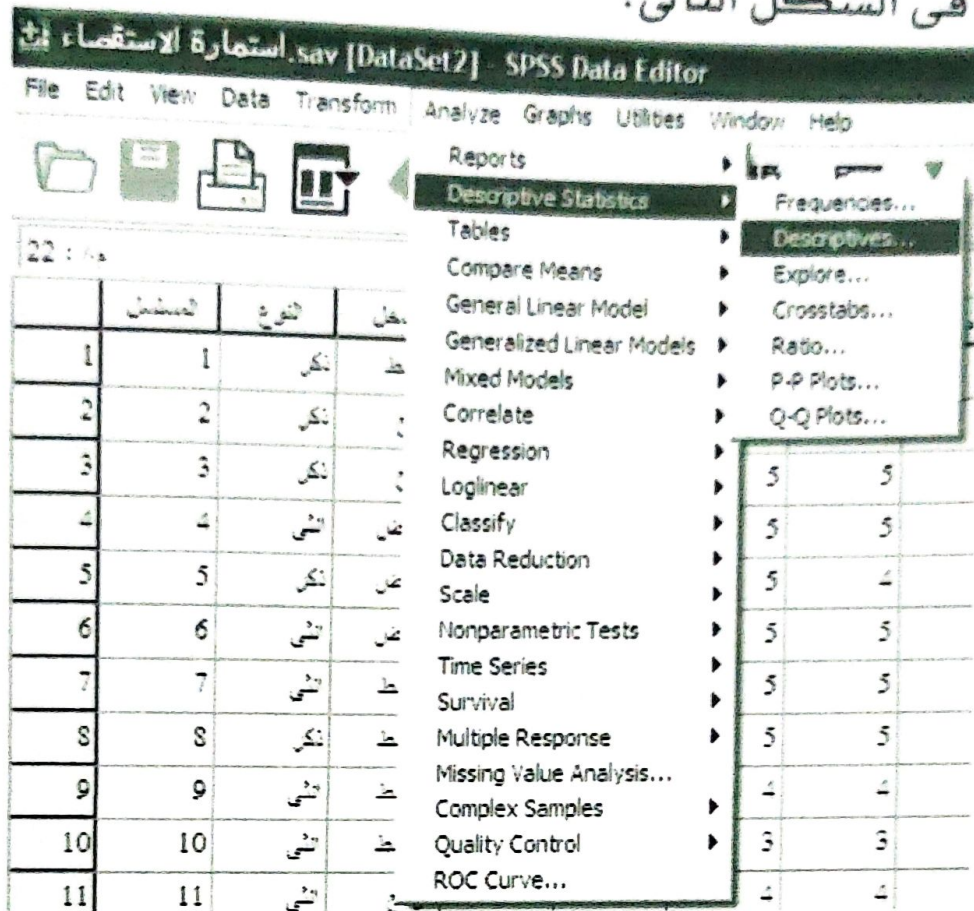 فى الشكل التالى:
استمارة الاستقصاء.sav [DataSet2] - SPSS Data Editor
File Edit View Data Transform Analyze Graphs Utilities Window Help
Reports
Descriptive Statistics
Frequencies...
Tables
Descriptives...
22 :
Compare Means
Explore...
المسلسل النوع
General Linear Model
Crosstabs...
1 1 ذكر
Generalized Linear Models
Ratio...
Mixed Models
P-P Plots...
2 2 ذكر
Correlate
Q-Q Plots...
Regression
3 3 ذكر 5 5
Loglinear
4 4 انثى
Classify
5 5
Data Reduction
5 5 ذكر 5 4
Scale
6 6 انثى
Nonparametric Tests
5 5
Time Series
7 7 انثى 5 5
Survival
8 8 ذكر
Multiple Response
5 5
Missing Value Analysis...
9 9 انثى 4 4
Complex Samples
10 10 انثى
Quality Control
3 3
ROC Curve...
11 11 انثى 4 4